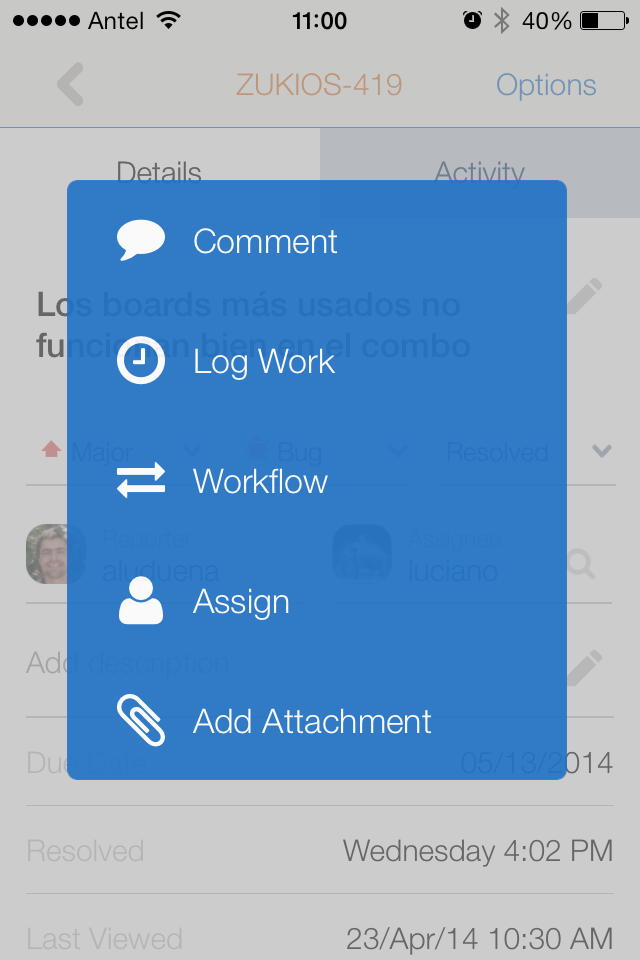 Antel 11:00 40%
ZUKIOS-419 Options
Details Activity
Comment
Los boards más usados no
funcionan bien en el combo
Log Work
Major Bug Resolved
Workflow
Reporter Assignee
aluduena luciano
Assign
Add description
Add Attachment
Due Date 05/13/2014
Resolved Wednesday 4:02 PM
Last Viewed 23/Apr/14 10:30 AM